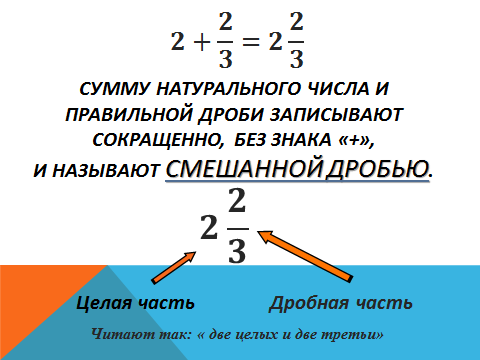 2 + 2/3 = 2 2/3
СУММУ НАТУРАЛЬНОГО ЧИСЛА И
ПРАВИЛЬНОЙ ДРОБИ ЗАПИСЫВАЮТ
СОКРАЩЕННО, БЕЗ ЗНАКА «+»,
И НАЗЫВАЮТ СМЕШАННОЙ ДРОБЬЮ.
2 2/3
Целая часть Дробная часть
Читают так: « две целых и две третьи»